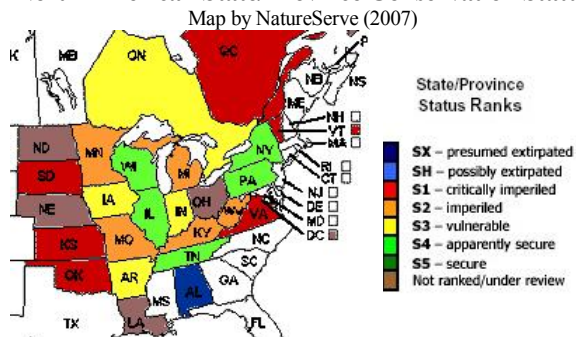 Map by NatureServe (2007)
K
MB
ON
QC
P
NB
NS
ME
NH
VT
MA
ND
MN
WI
NY
RI
CT
SD
MI
PA
NJ
NE
IA
IL
IN
OH
DE
MD
DC
KS
MO
KY
VA
WV
NC
OK
AR
TN
SC
MS
AL
GA
TX
LA
FL
State/Province
Status Ranks
SX – presumed extirpated
SH – possibly extirpated
S1 – critically imperiled
S2 – imperiled
S3 – vulnerable
S4 – apparently secure
S5 – secure
Not ranked/under review